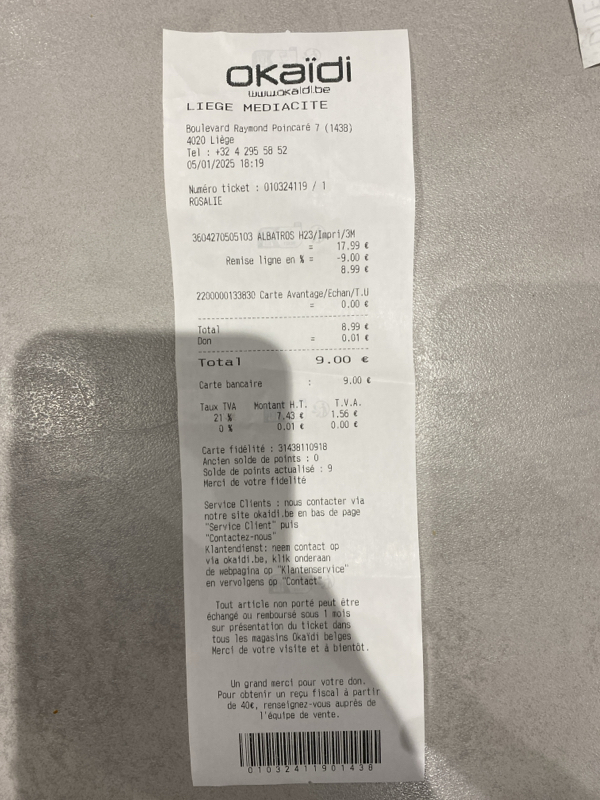 OKaïDi
www.okaidi.be
LIEGE MEDIACITE
Boulevard Raymond Poincaré 7 (1438)
4020 Liège
Tel : +32 4 295 58 52
05/01/2025 18:19
Numéro ticket : 010324119 / 1
ROSALIE
3604270505103 ALBATROS H23/Impri/3M
= 17.99 €
Remise ligne en % = -9.00 €
8.99 €
2200000133830 Carte Avantage/Echan/T.U
= 0.00 €
Total 8.99 €
Don = 0.01 €
Total 9.00 €
Carte bancaire : 9.00 €
Taux TVA Montant H.T. T.V.A.
21 % 7.43 € 1.56 €
0 % 0.01 € 0.00 €
Carte fidélité : 31438110918
Ancien solde de points : 0
Solde de points actualisé : 9
Merci de votre fidélité
Service Clients : nous contacter via
notre site okaidi.be en bas de page
"Service Client" puis
"Contactez-nous"
Klantendienst: neem contact op
via okaidi.be, klik onderaan
de webpagina op "Klantenservice"
en vervolgens op "Contact"
Tout article non porté peut être
échangé ou remboursé sous 1 mois
sur présentation du ticket dans
tous les magasins Okaïdi belges
Merci de votre visite et à bientôt.
Un grand merci pour votre don.
Pour obtenir un reçu fiscal à partir
de 40€, renseignez-vous auprès de
l'équipe de vente.
01032411901438